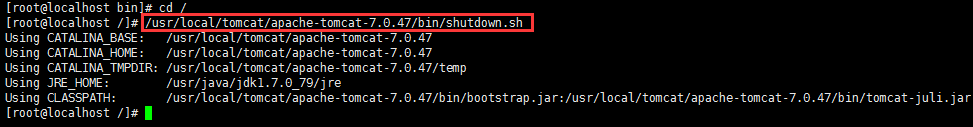 [root@localhost bin]# cd /
[root@localhost /]# /usr/local/tomcat/apache-tomcat-7.0.47/bin/shutdown.sh
Using CATALINA_BASE:   /usr/local/tomcat/apache-tomcat-7.0.47
Using CATALINA_HOME:   /usr/local/tomcat/apache-tomcat-7.0.47
Using CATALINA_TMPDIR: /usr/local/tomcat/apache-tomcat-7.0.47/temp
Using JRE_HOME:        /usr/java/jdk1.7.0_79/jre
Using CLASSPATH:       /usr/local/tomcat/apache-tomcat-7.0.47/bin/bootstrap.jar:/usr/local/tomcat/apache-tomcat-7.0.47/bin/tomcat-juli.jar
[root@localhost /]#